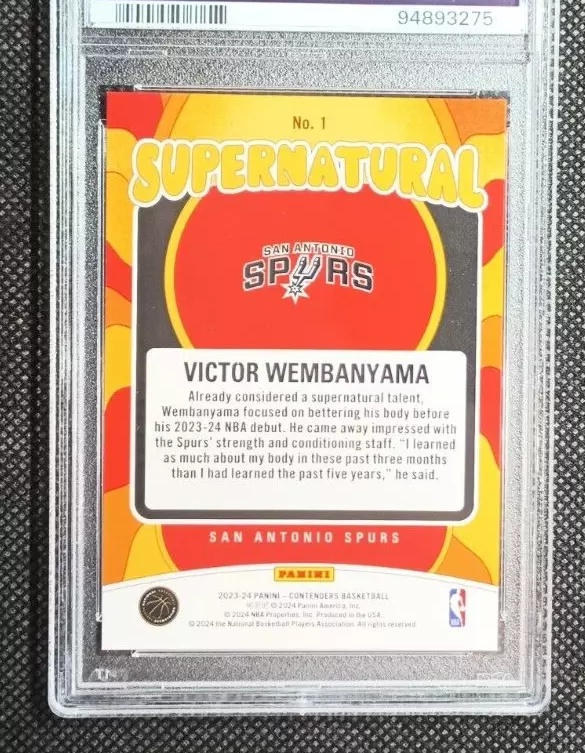 94893275
No. 1
SUPERNATURAL
SAN ANTONIO
SPURS
VICTOR WEMBANYAMA
Already considered a supernatural talent,
Wembanyama focused on bettering his body before
his 2023-24 NBA debut. He came away impressed with
the Spurs' strength and conditioning staff. "I learned
as much about my body in these past three months
than I had learned the past five years," he said.
SAN ANTONIO SPURS
PANINI
2023-24 PANINI – CONTENDERS BASKETBALL
© 2024 Panini America, Inc.
© 2024 NBA Properties, Inc. Produced in the USA.
© 2024 the National Basketball Players Association. All rights reserved.